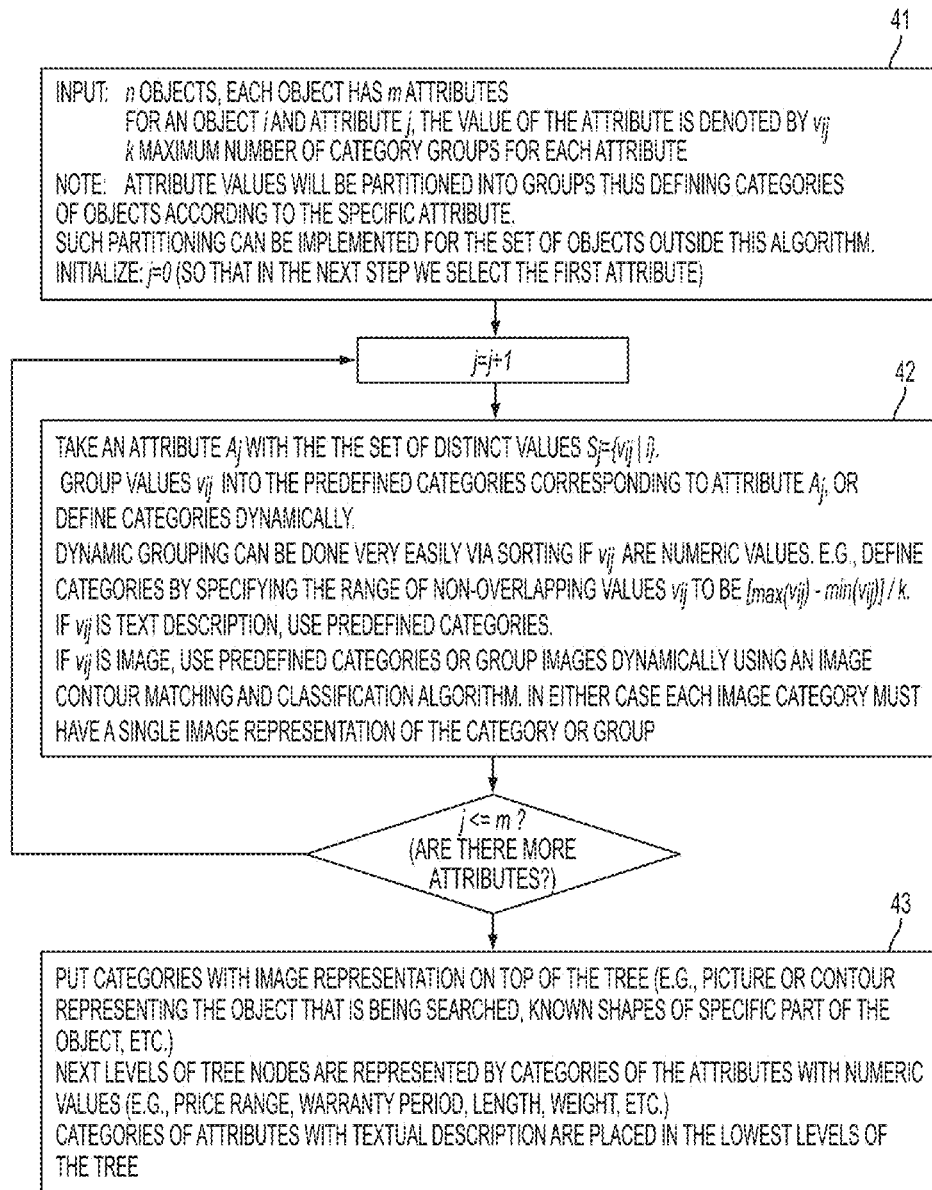 41
INPUT: n OBJECTS, EACH OBJECT HAS m ATTRIBUTES
FOR AN OBJECT i AND ATTRIBUTE j, THE VALUE OF THE ATTRIBUTE IS DENOTED BY vij
k MAXIMUM NUMBER OF CATEGORY GROUPS FOR EACH ATTRIBUTE
NOTE: ATTRIBUTE VALUES WILL BE PARTITIONED INTO GROUPS THUS DEFINING CATEGORIES
OF OBJECTS ACCORDING TO THE SPECIFIC ATTRIBUTE.
SUCH PARTITIONING CAN BE IMPLEMENTED FOR THE SET OF OBJECTS OUTSIDE THIS ALGORITHM.
INITIALIZE: j=0 (SO THAT IN THE NEXT STEP WE SELECT THE FIRST ATTRIBUTE)
j=j+1
42
TAKE AN ATTRIBUTE Aj WITH THE THE SET OF DISTINCT VALUES Sj={vij | i}.
GROUP VALUES vij INTO THE PREDEFINED CATEGORIES CORRESPONDING TO ATTRIBUTE Aj, OR
DEFINE CATEGORIES DYNAMICALLY.
DYNAMIC GROUPING CAN BE DONE VERY EASILY VIA SORTING IF vij ARE NUMERIC VALUES. E.G., DEFINE
CATEGORIES BY SPECIFYING THE RANGE OF NON-OVERLAPPING VALUES vij TO BE [max(vij) - min(vij)] / k.
IF vij IS TEXT DESCRIPTION, USE PREDEFINED CATEGORIES.
IF vij IS IMAGE, USE PREDEFINED CATEGORIES OR GROUP IMAGES DYNAMICALLY USING AN IMAGE
CONTOUR MATCHING AND CLASSIFICATION ALGORITHM. IN EITHER CASE EACH IMAGE CATEGORY MUST
HAVE A SINGLE IMAGE REPRESENTATION OF THE CATEGORY OR GROUP
j <= m ?
(ARE THERE MORE
ATTRIBUTES?)
43
PUT CATEGORIES WITH IMAGE REPRESENTATION ON TOP OF THE TREE (E.G., PICTURE OR CONTOUR
REPRESENTING THE OBJECT THAT IS BEING SEARCHED, KNOWN SHAPES OF SPECIFIC PART OF THE
OBJECT, ETC.)
NEXT LEVELS OF TREE NODES ARE REPRESENTED BY CATEGORIES OF THE ATTRIBUTES WITH NUMERIC
VALUES (E.G., PRICE RANGE, WARRANTY PERIOD, LENGTH, WEIGHT, ETC.)
CATEGORIES OF ATTRIBUTES WITH TEXTUAL DESCRIPTION ARE PLACED IN THE LOWEST LEVELS OF
THE TREE